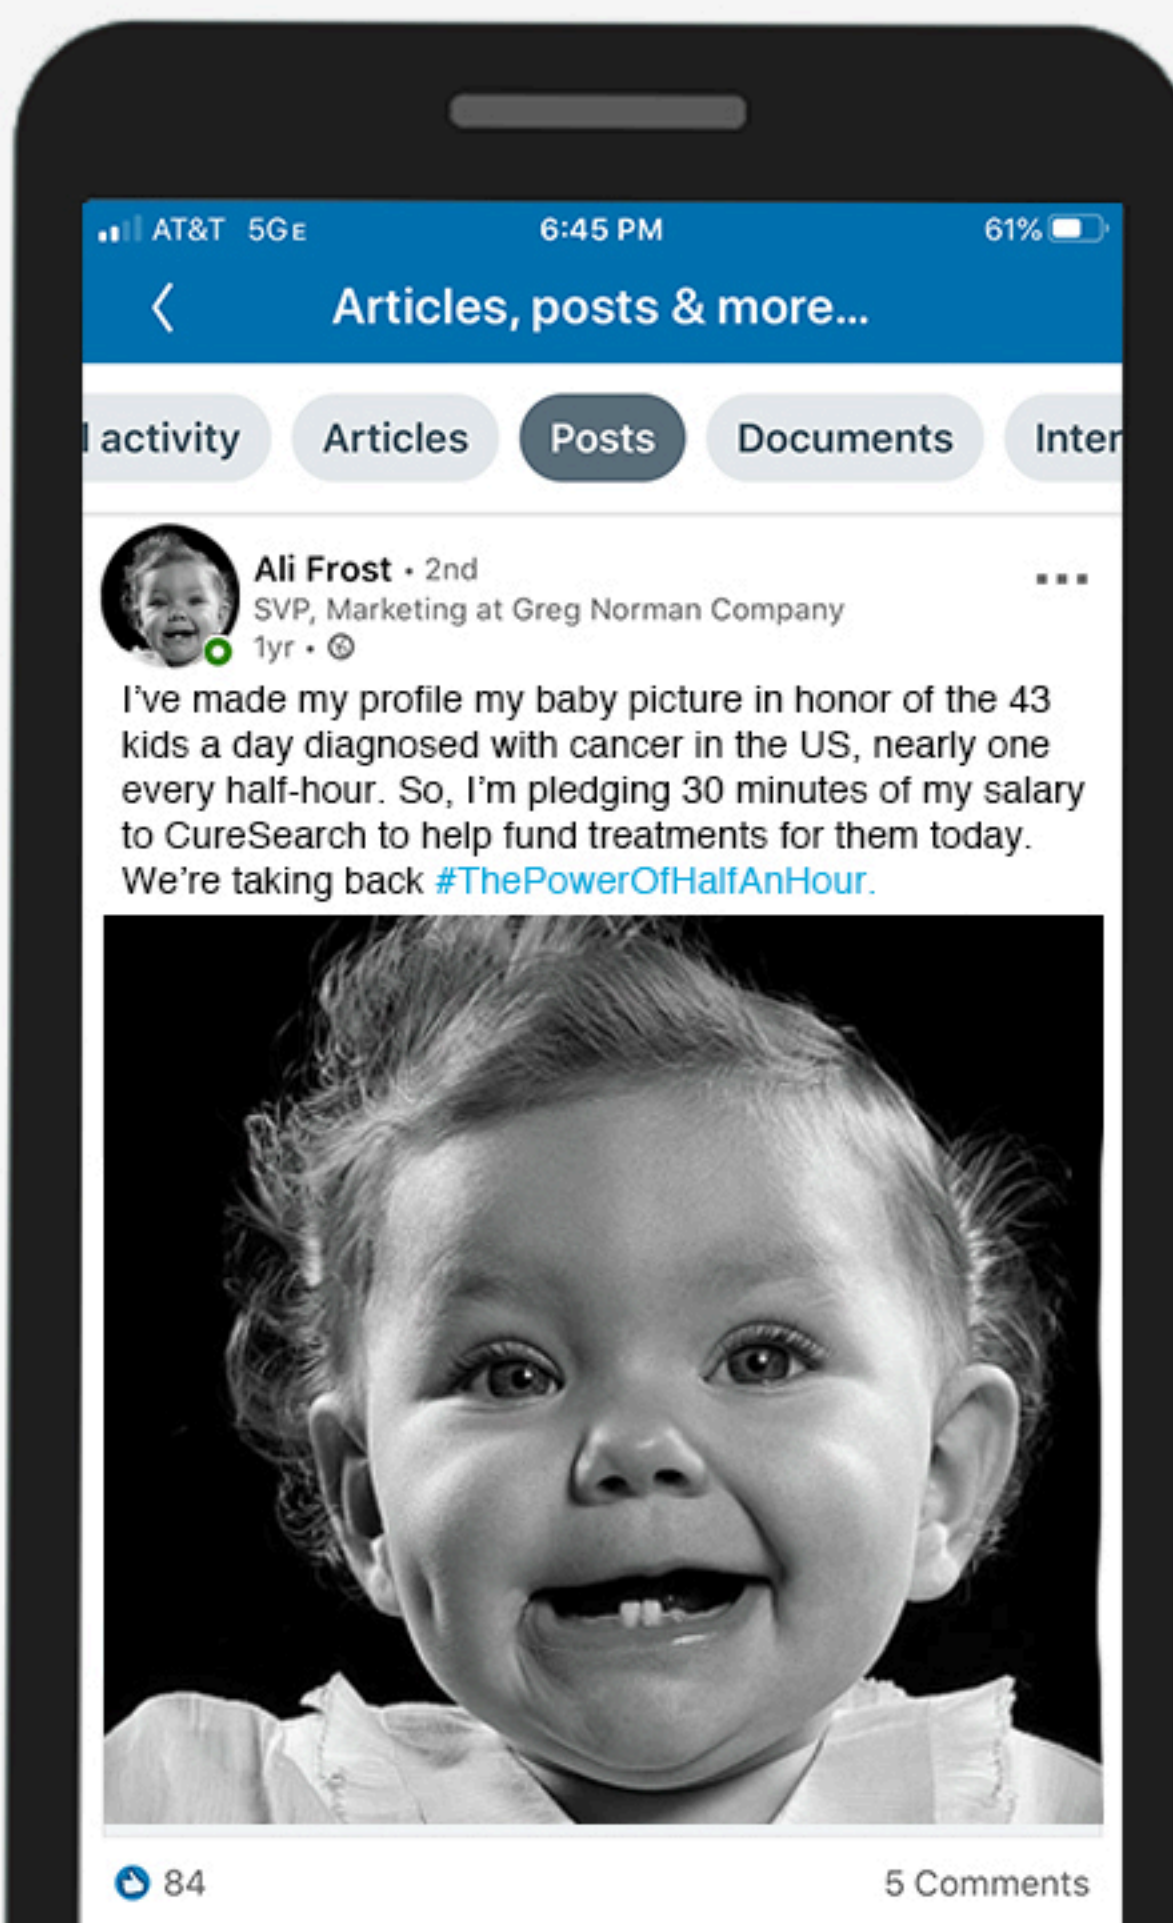 AT&T 5GE 6:45 PM 61%
Articles, posts & more...
l activity Articles Posts Documents Inter
Ali Frost • 2nd
SVP, Marketing at Greg Norman Company
1yr •
I've made my profile my baby picture in honor of the 43
kids a day diagnosed with cancer in the US, nearly one
every half-hour. So, I'm pledging 30 minutes of my salary
to CureSearch to help fund treatments for them today.
We're taking back #ThePowerOfHalfAnHour.
84 5 Comments